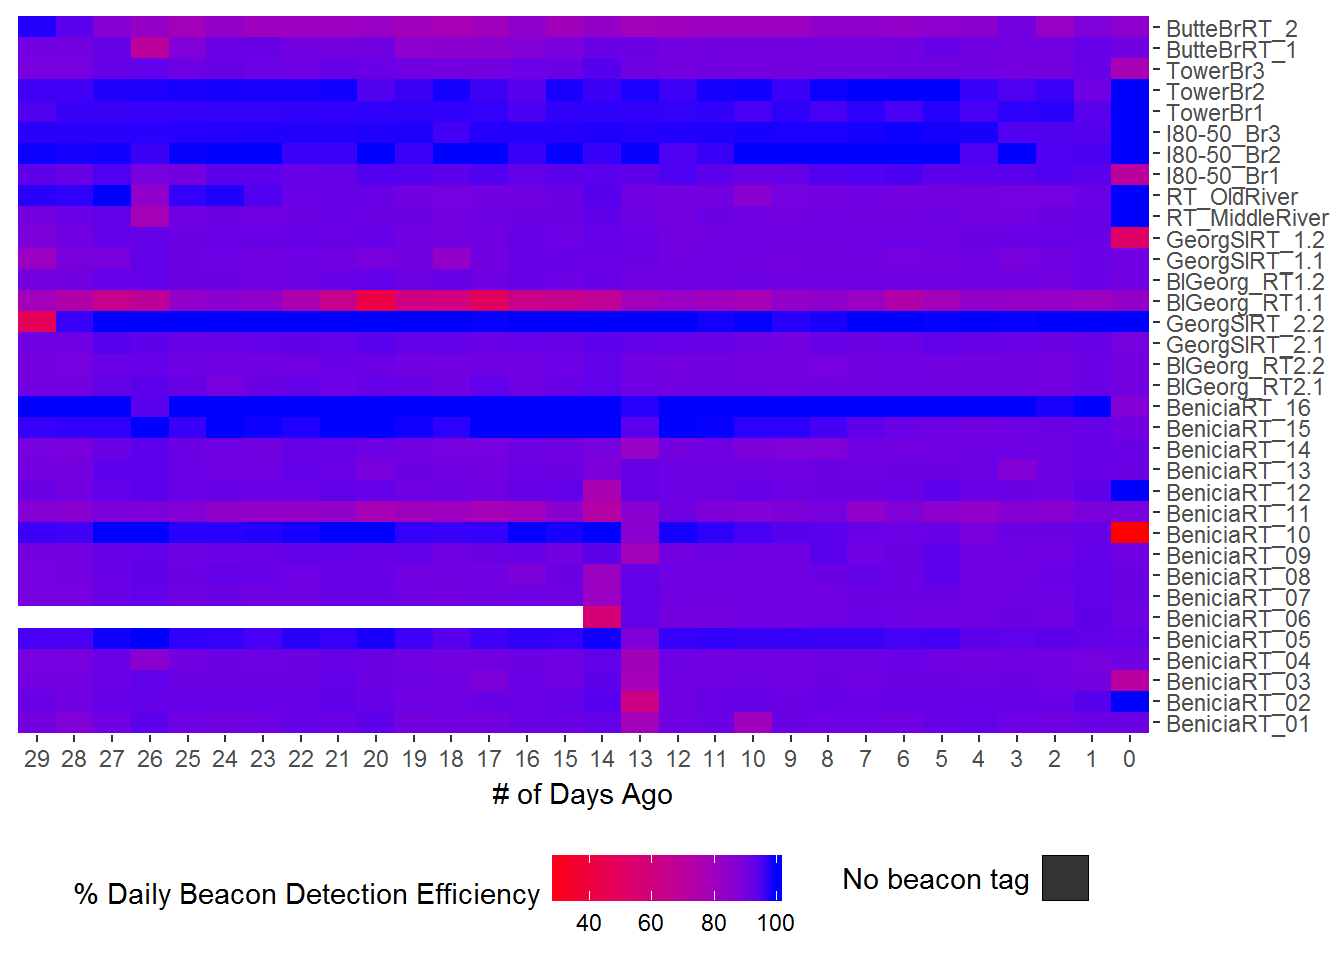 ButteBrRT_2
ButteBrRT_1
TowerBr3
TowerBr2
TowerBr1
I80-50_Br3
I80-50_Br2
I80-50_Br1
RT_OldRiver
RT_MiddleRiver
GeorgSlRT_1.2
GeorgSlRT_1.1
BlGeorg_RT1.2
BlGeorg_RT1.1
GeorgSlRT_2.2
GeorgSlRT_2.1
BlGeorg_RT2.2
BlGeorg_RT2.1
BeniciaRT_16
BeniciaRT_15
BeniciaRT_14
BeniciaRT_13
BeniciaRT_12
BeniciaRT_11
BeniciaRT_10
BeniciaRT_09
BeniciaRT_08
BeniciaRT_07
BeniciaRT_06
BeniciaRT_05
BeniciaRT_04
BeniciaRT_03
BeniciaRT_02
BeniciaRT_01
29 28 27 26 25 24 23 22 21 20 19 18 17 16 15 14 13 12 11 10 9 8 7 6 5 4 3 2 1 0
# of Days Ago
% Daily Beacon Detection Efficiency
40 60 80 100
No beacon tag